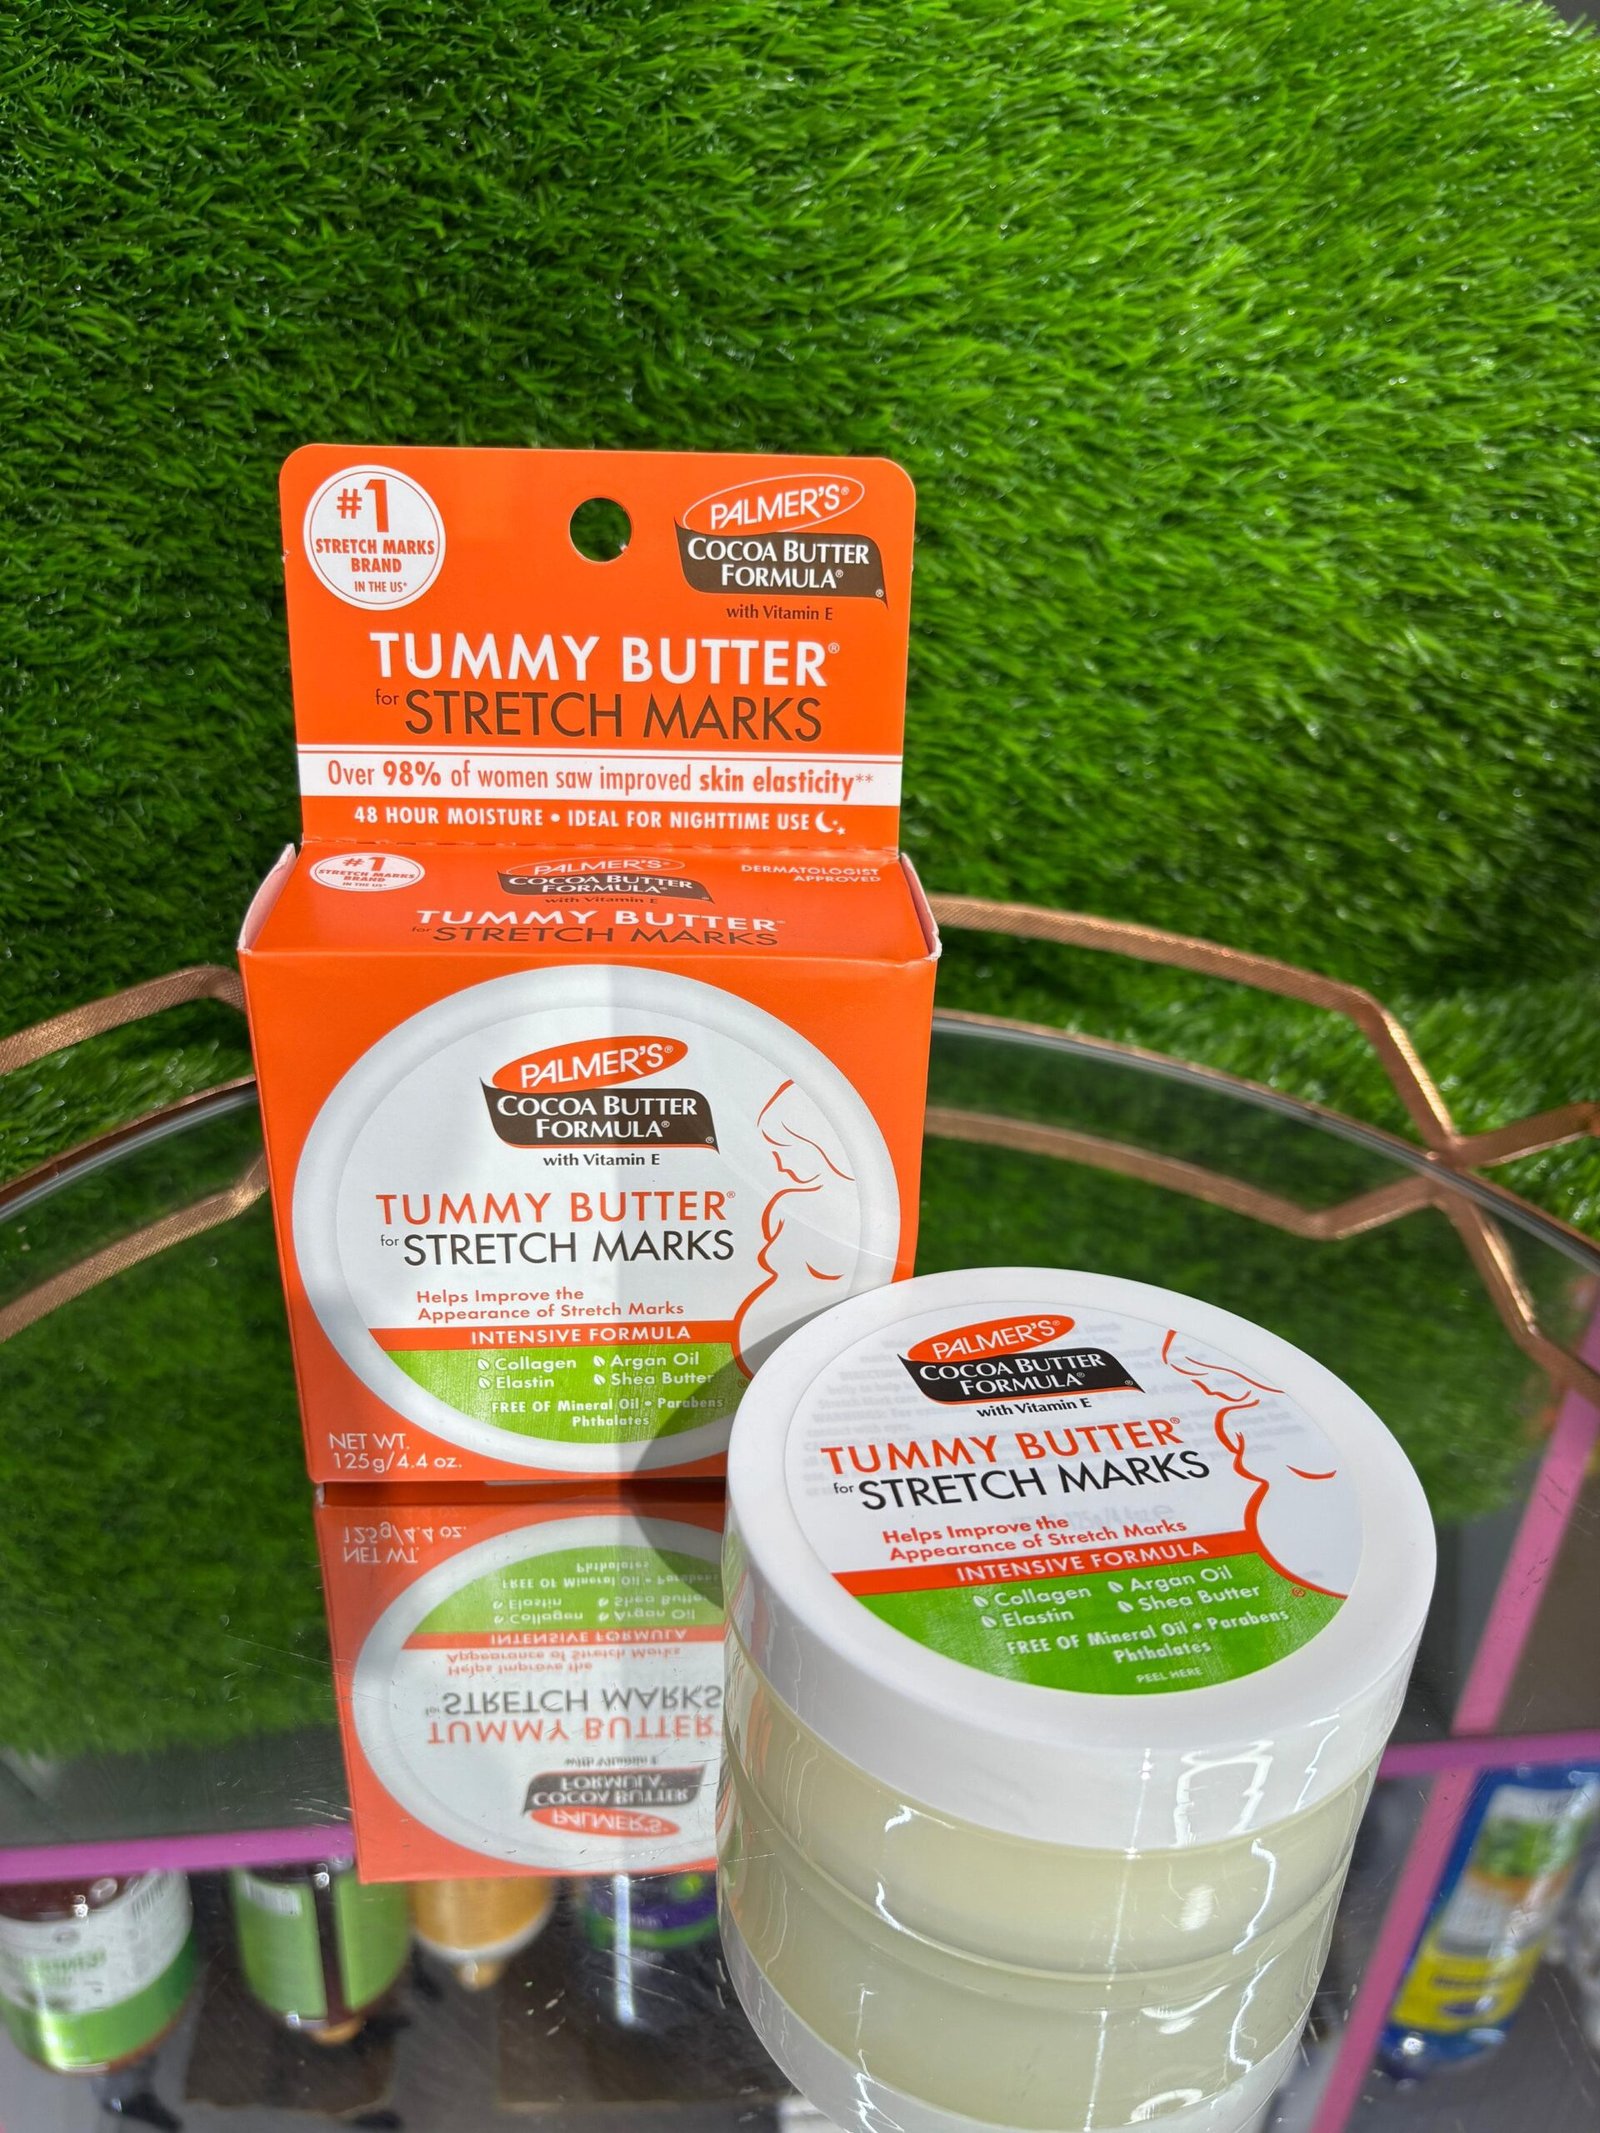 #1
STRETCH MARKS
BRAND
IN THE US*
PALMER'S®
COCOA BUTTER
FORMULA®
with Vitamin E
TUMMY BUTTER®
for STRETCH MARKS
Over 98% of women saw improved skin elasticity**
48 HOUR MOISTURE • IDEAL FOR NIGHTTIME USE
#1
STRETCH MARKS
BRAND
IN THE US*
PALMER'S®
COCOA BUTTER
FORMULA®
with Vitamin E
DERMATOLOGIST
APPROVED
TUMMY BUTTER®
for STRETCH MARKS
PALMER'S®
COCOA BUTTER
FORMULA®
with Vitamin E
TUMMY BUTTER®
for STRETCH MARKS
Helps Improve the
Appearance of Stretch Marks
INTENSIVE FORMULA
Collagen Argan Oil
Elastin Shea Butter
FREE OF Mineral Oil • Parabens
Phthalates
NET WT.
125g/4.4 oz.
PALMER'S®
COCOA BUTTER
FORMULA®
with Vitamin E
TUMMY BUTTER®
for STRETCH MARKS
Helps Improve the
Appearance of Stretch Marks
INTENSIVE FORMULA
Collagen Argan Oil
Elastin Shea Butter
FREE OF Mineral Oil • Parabens
Phthalates
PEEL HERE